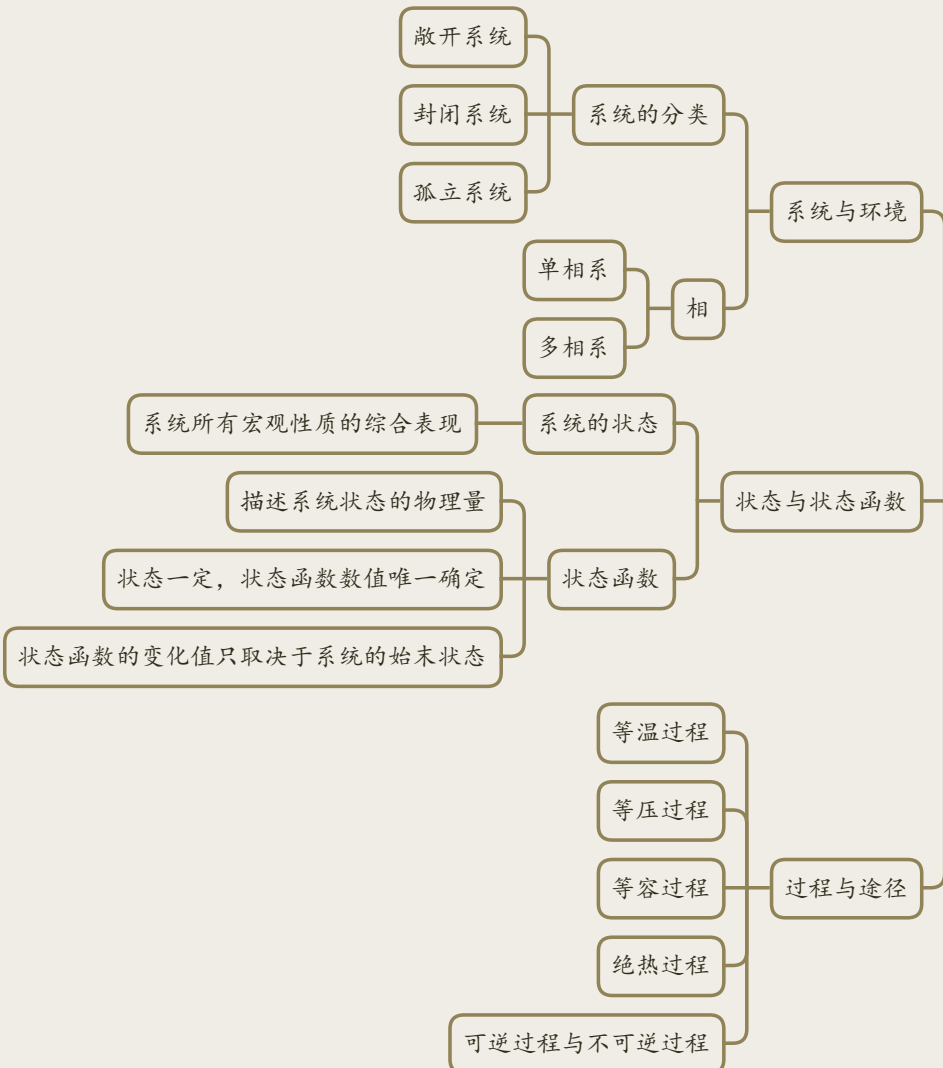 敞开系统
封闭系统
孤立系统
系统的分类
系统与环境
单相系
多相系
相
系统所有宏观性质的综合表现
系统的状态
描述系统状态的物理量
状态一定，状态函数数值唯一确定
状态函数的变化值只取决于系统的始末状态
状态函数
状态与状态函数
等温过程
等压过程
等容过程
绝热过程
可逆过程与不可逆过程
过程与途径